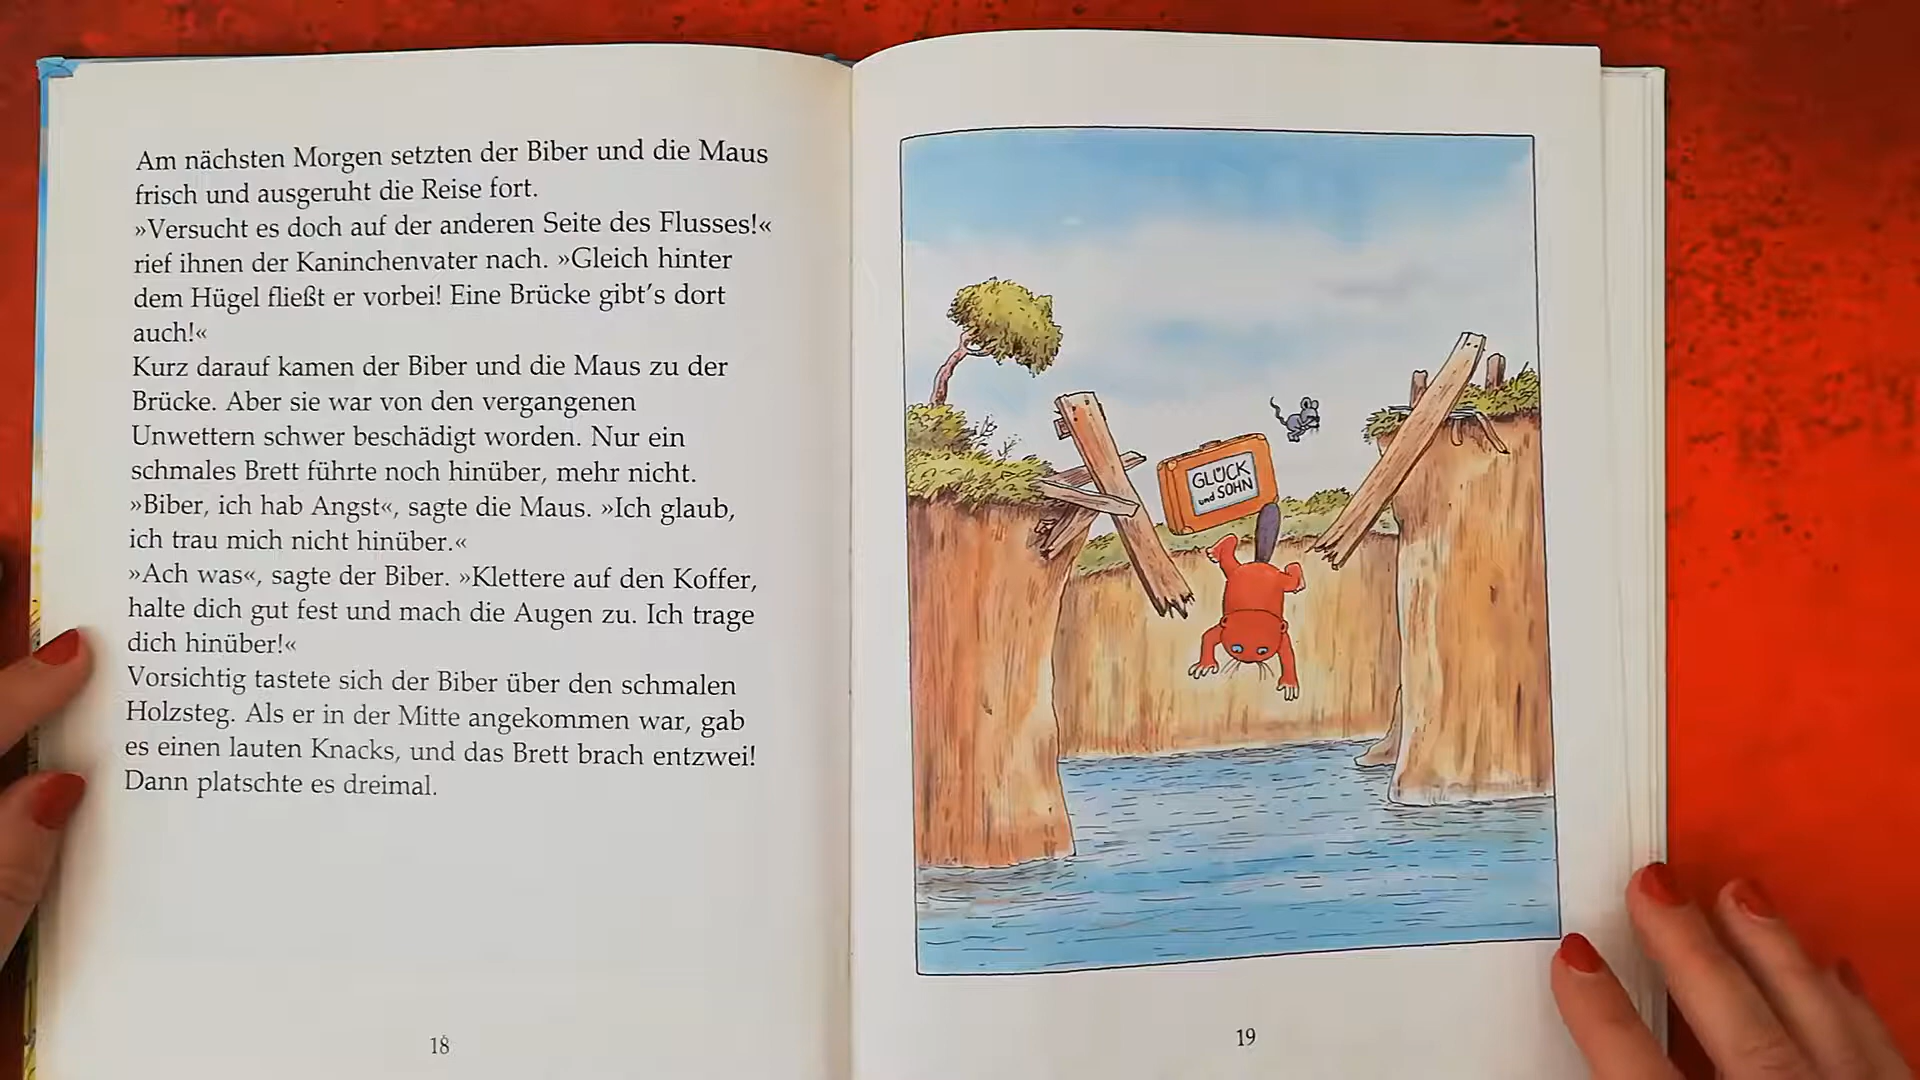 Am nächsten Morgen setzten der Biber und die Maus
frisch und ausgeruht die Reise fort.
»Versucht es doch auf der anderen Seite des Flusses!«
rief ihnen der Kaninchenvater nach. »Gleich hinter
dem Hügel fließt er vorbei! Eine Brücke gibt’s dort
auch!«
Kurz darauf kamen der Biber und die Maus zu der
Brücke. Aber sie war von den vergangenen
Unwettern schwer beschädigt worden. Nur ein
schmales Brett führte noch hinüber, mehr nicht.
»Biber, ich hab Angst«, sagte die Maus. »Ich glaub,
ich trau mich nicht hinüber.«
»Ach was«, sagte der Biber. »Klettere auf den Koffer,
halte dich gut fest und mach die Augen zu. Ich trage
dich hinüber!«
Vorsichtig tastete sich der Biber über den schmalen
Holzsteg. Als er in der Mitte angekommen war, gab
es einen lauten Knacks, und das Brett brach entzwei!
Dann platschte es dreimal.
18
GLÜCK
und SOHN
19